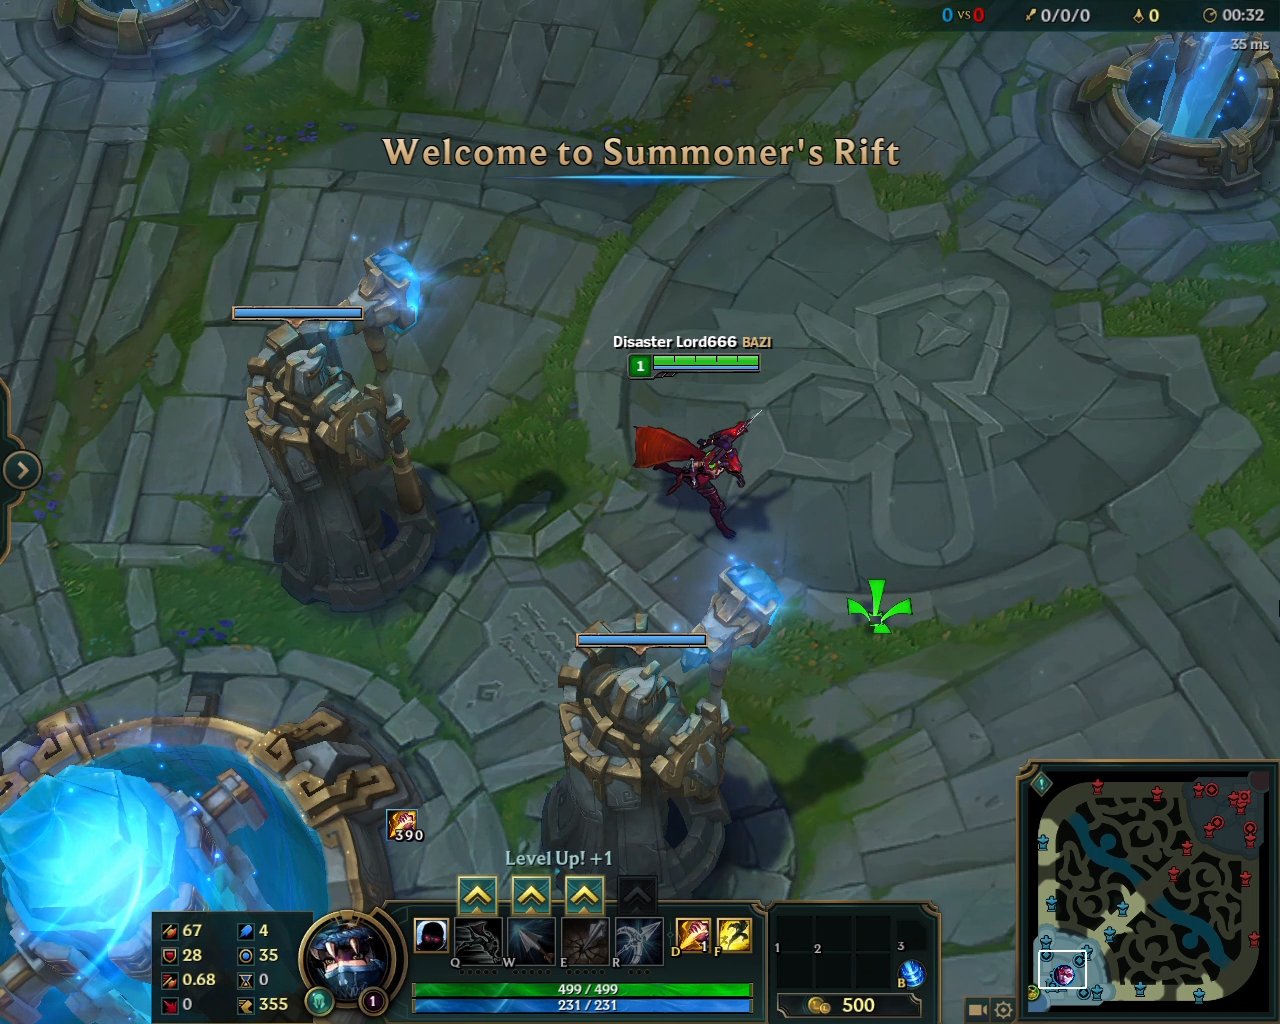 0 vs 0 0/0/0 0 00:32
35 ms
Welcome to Summoner's Rift
Disaster Lord666 BAZI
1
390
Level Up! +1
67 4
28 35
0.68 0
0 355
1
Q W E R D 1 F
499 / 499
231 / 231
1 2 3
B
500